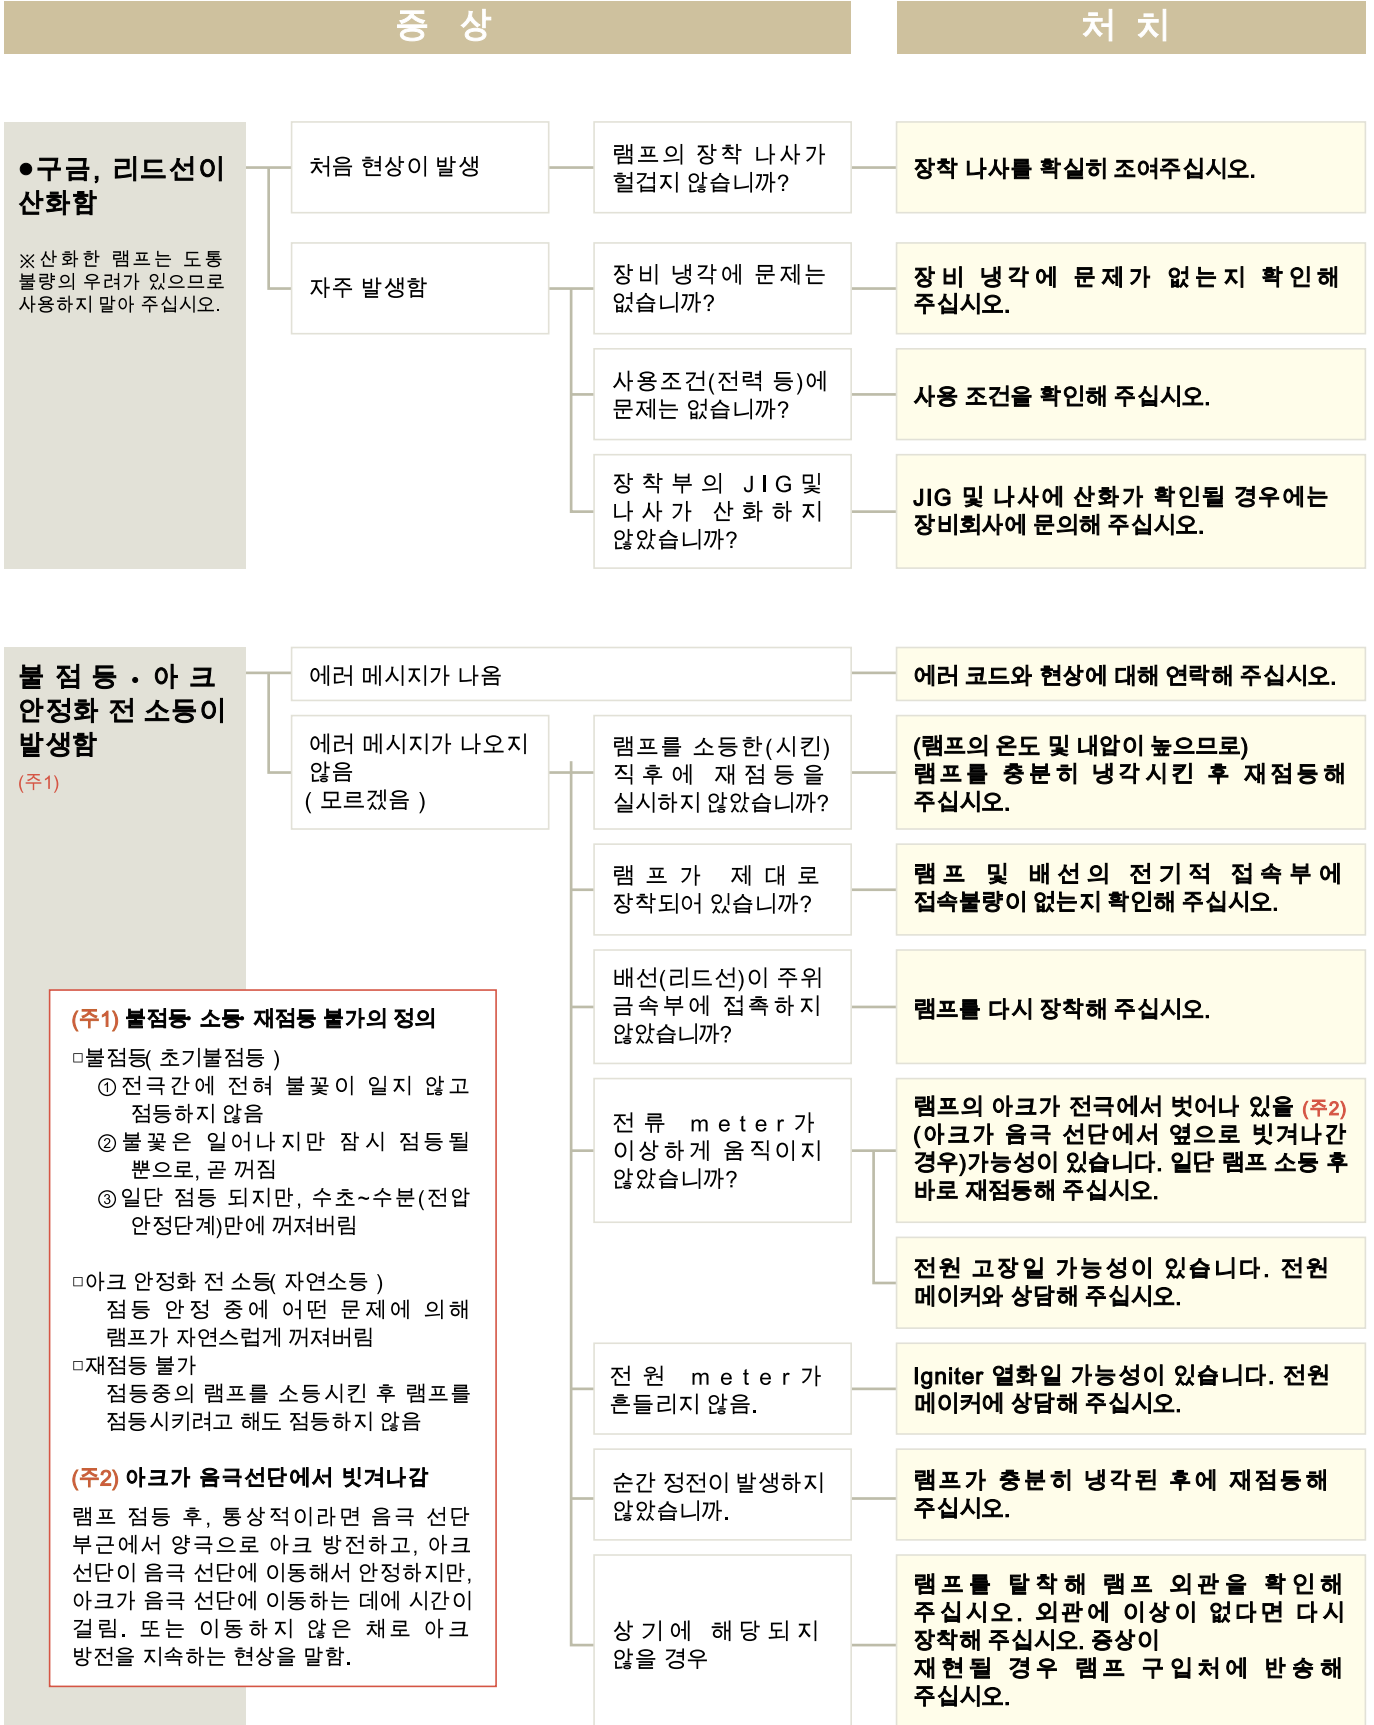 증 상
처 치
●구금, 리드선이
산화함
※산화한 램프는 도통
불량의 우려가 있으므로
사용하지 말아 주십시오.
처음 현상이 발생
램프의 장착 나사가
헐겁지 않습니까?
장착 나사를 확실히 조여주십시오.
자주 발생함
장비 냉각에 문제는
없습니까?
장비 냉각에 문제가 없는지 확인해
주십시오.
사용조건(전력 등)에
문제는 없습니까?
사용 조건을 확인해 주십시오.
장착부의 JIG및
나사가 산화하지
않았습니까?
JIG 및 나사에 산화가 확인될 경우에는
장비회사에 문의해 주십시오.
불점등 · 아크
안정화 전 소등이
발생함
(주1)
에러 메시지가 나옴
에러 코드와 현상에 대해 연락해 주십시오.
에러 메시지가 나오지
않음
( 모르겠음 )
램프를 소등한(시킨)
직후에 재점등을
실시하지 않았습니까?
(램프의 온도 및 내압이 높으므로)
램프를 충분히 냉각시킨 후 재점등해
주십시오.
램프가 제대로
장착되어 있습니까?
램프 및 배선의 전기적 접속부에
접속불량이 없는지 확인해 주십시오.
배선(리드선)이 주위
금속부에 접촉하지
않았습니까?
램프를 다시 장착해 주십시오.
전류 meter가
이상하게 움직이지
않았습니까?
램프의 아크가 전극에서 벗어나 있을 (주2)
(아크가 음극 선단에서 옆으로 빗겨나간
경우)가능성이 있습니다. 일단 램프 소등 후
바로 재점등해 주십시오.
전원 고장일 가능성이 있습니다. 전원
메이커와 상담해 주십시오.
전원 meter가
흔들리지 않음.
Igniter 열화일 가능성이 있습니다. 전원
메이커에 상담해 주십시오.
순간 정전이 발생하지
않았습니까.
램프가 충분히 냉각된 후에 재점등해
주십시오.
상기에 해당되지
않을 경우
램프를 탈착해 램프 외관을 확인해
주십시오. 외관에 이상이 없다면 다시
장착해 주십시오. 증상이
재현될 경우 램프 구입처에 반송해
주십시오.
(주1) 불점등· 소등· 재점등 불가의 정의
□불점등( 초기불점등 )
①전극간에 전혀 불꽃이 일지 않고
점등하지 않음
②불꽃은 일어나지만 잠시 점등될
뿐으로, 곧 꺼짐
③일단 점등 되지만, 수초~수분(전압
안정단계)만에 꺼져버림
□아크 안정화 전 소등( 자연소등 )
점등 안정 중에 어떤 문제에 의해
램프가 자연스럽게 꺼져버림
□재점등 불가
점등중의 램프를 소등시킨 후 램프를
점등시키려고 해도 점등하지 않음
(주2) 아크가 음극선단에서 빗겨나감
램프 점등 후, 통상적이라면 음극 선단
부근에서 양극으로 아크 방전하고, 아크
선단이 음극 선단에 이동해서 안정하지만,
아크가 음극 선단에 이동하는 데에 시간이
걸림. 또는 이동하지 않은 채로 아크
방전을 지속하는 현상을 말함.